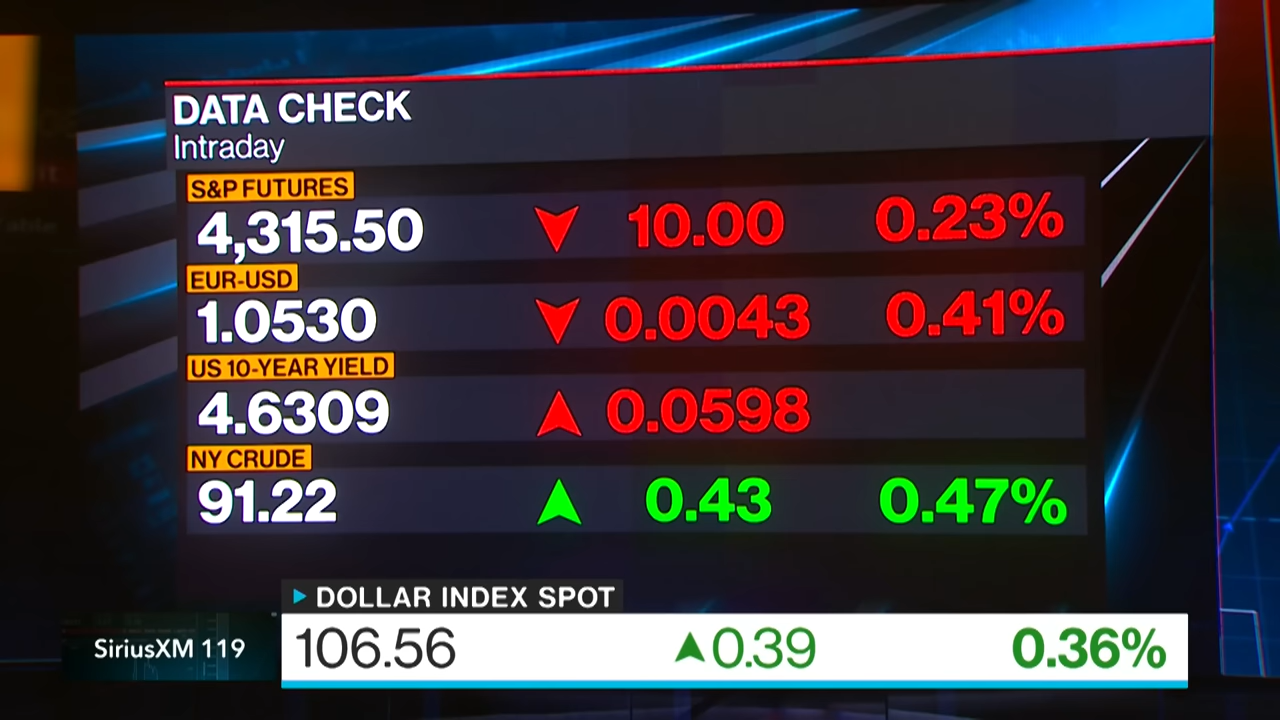 DATA CHECK
Intraday
S&P FUTURES
4,315.50 ▼ 10.00 0.23%
EUR-USD
1.0530 ▼ 0.0043 0.41%
US 10-YEAR YIELD
4.6309 ▲ 0.0598
NY CRUDE
91.22 ▲ 0.43 0.47%
DOLLAR INDEX SPOT
SiriusXM 119
106.56 ▲0.39 0.36%